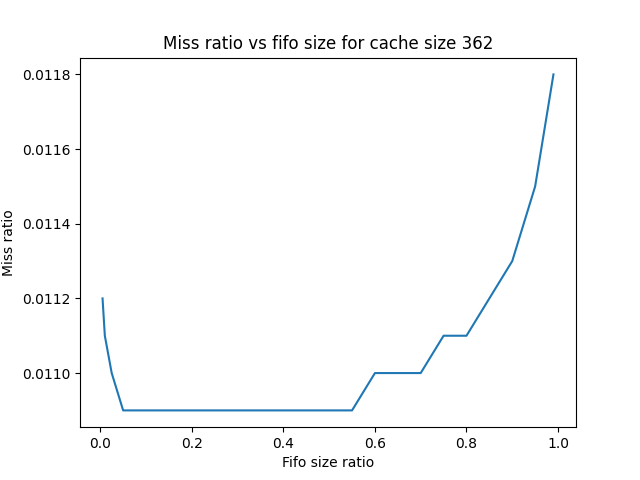 Miss ratio vs fifo size for cache size 362
0.0118
0.0116
0.0114
0.0112
0.0110
Miss ratio
0.0 0.2 0.4 0.6 0.8 1.0
Fifo size ratio